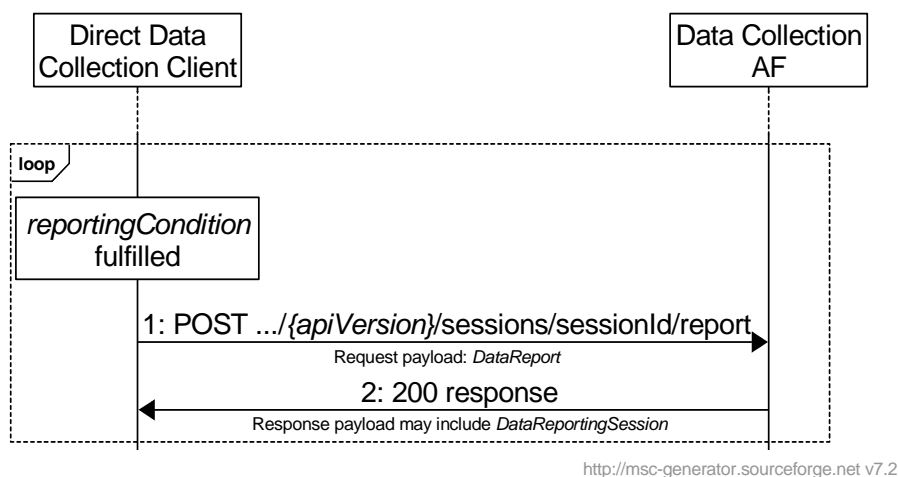 Direct Data
Collection Client
Data Collection
AF
loop
reportingCondition
fulfilled
1: POST .../{apiVersion}/sessions/sessionId/report
Request payload: DataReport
2: 200 response
Response payload may include DataReportingSession
http://msc-generator.sourceforge.net v7.2